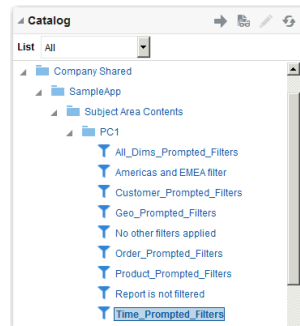 Catalog
List All
Company Shared
SampleApp
Subject Area Contents
PC1
All_Dims_Prompted_Filters
Americas and EMEA filter
Customer_Prompted_Filters
Geo_Prompted_Filters
No other filters applied
Order_Prompted_Filters
Product_Prompted_Filters
Report is not filtered
Time_Prompted_Filters